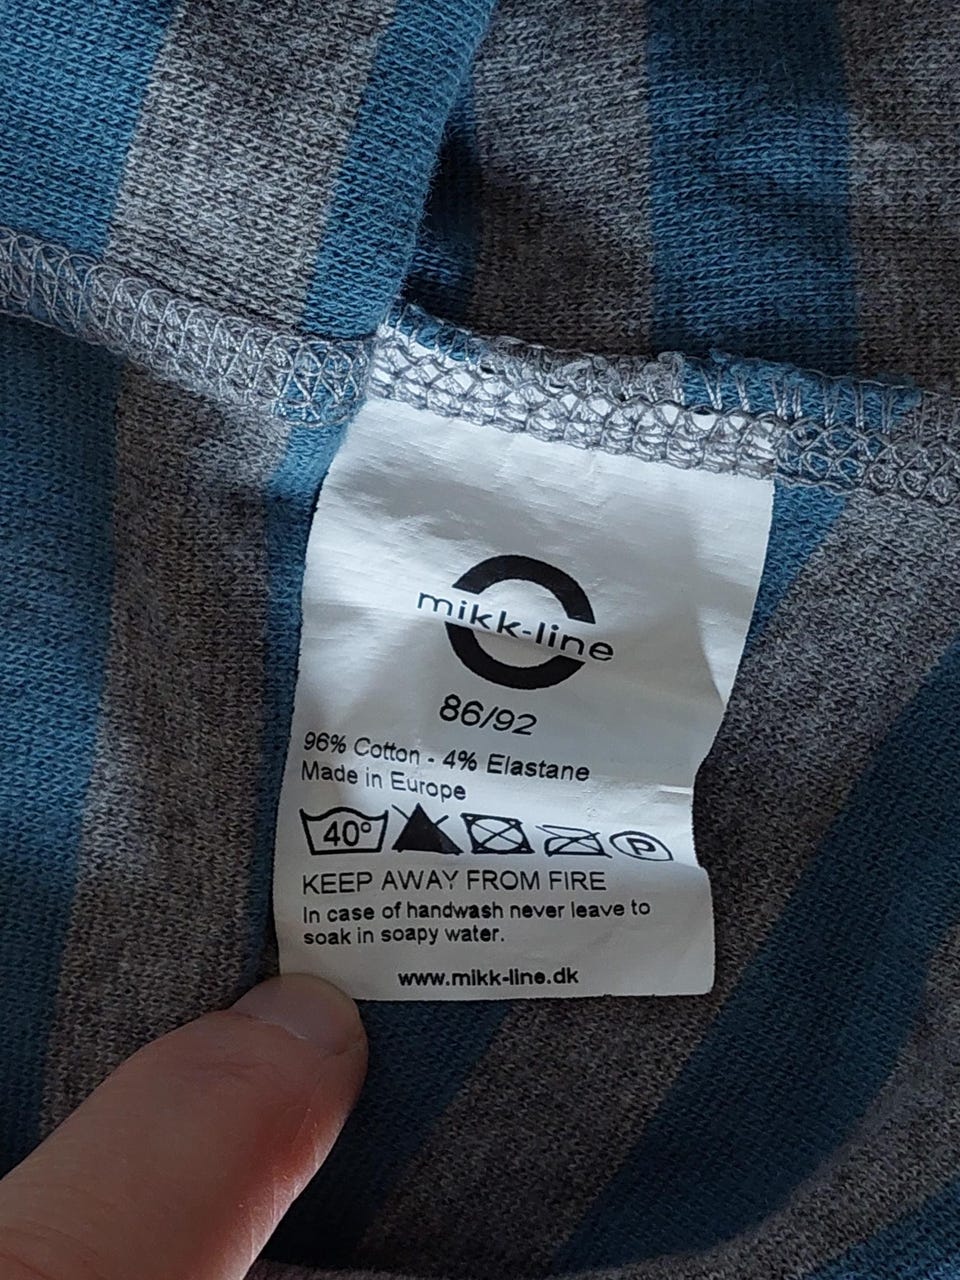 mikk-line
86/92
96% Cotton - 4% Elastane
Made in Europe
40° P
KEEP AWAY FROM FIRE
In case of handwash never leave to
soak in soapy water.
www.mikk-line.dk